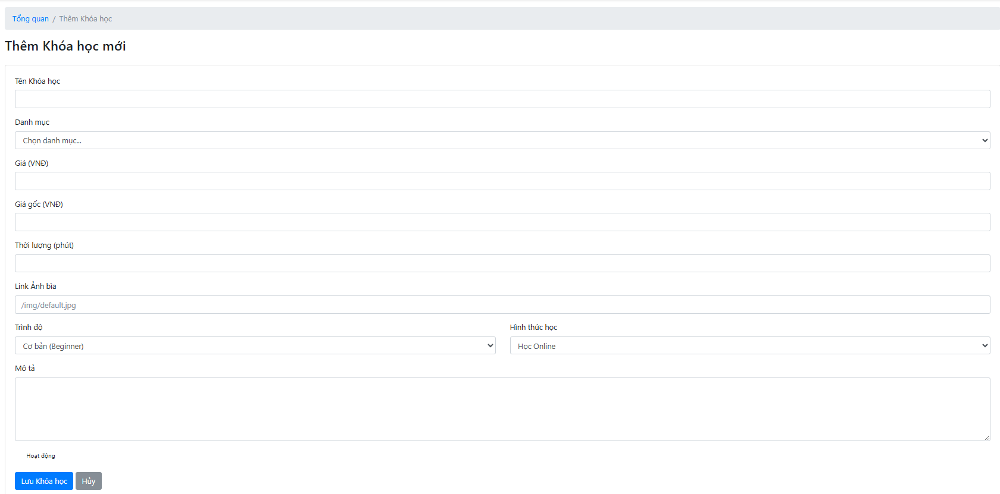 Tổng quan / Thêm Khóa học
Thêm Khóa học mới
Tên Khóa học
Danh mục
Chọn danh mục...
Giá (VNĐ)
Giá gốc (VNĐ)
Thời lượng (phút)
Link Ảnh bìa
/img/default.jpg
Trình độ
Hình thức học
Cơ bản (Beginner)
Học Online
Mô tả
Hoạt động
Lưu Khóa học
Hủy